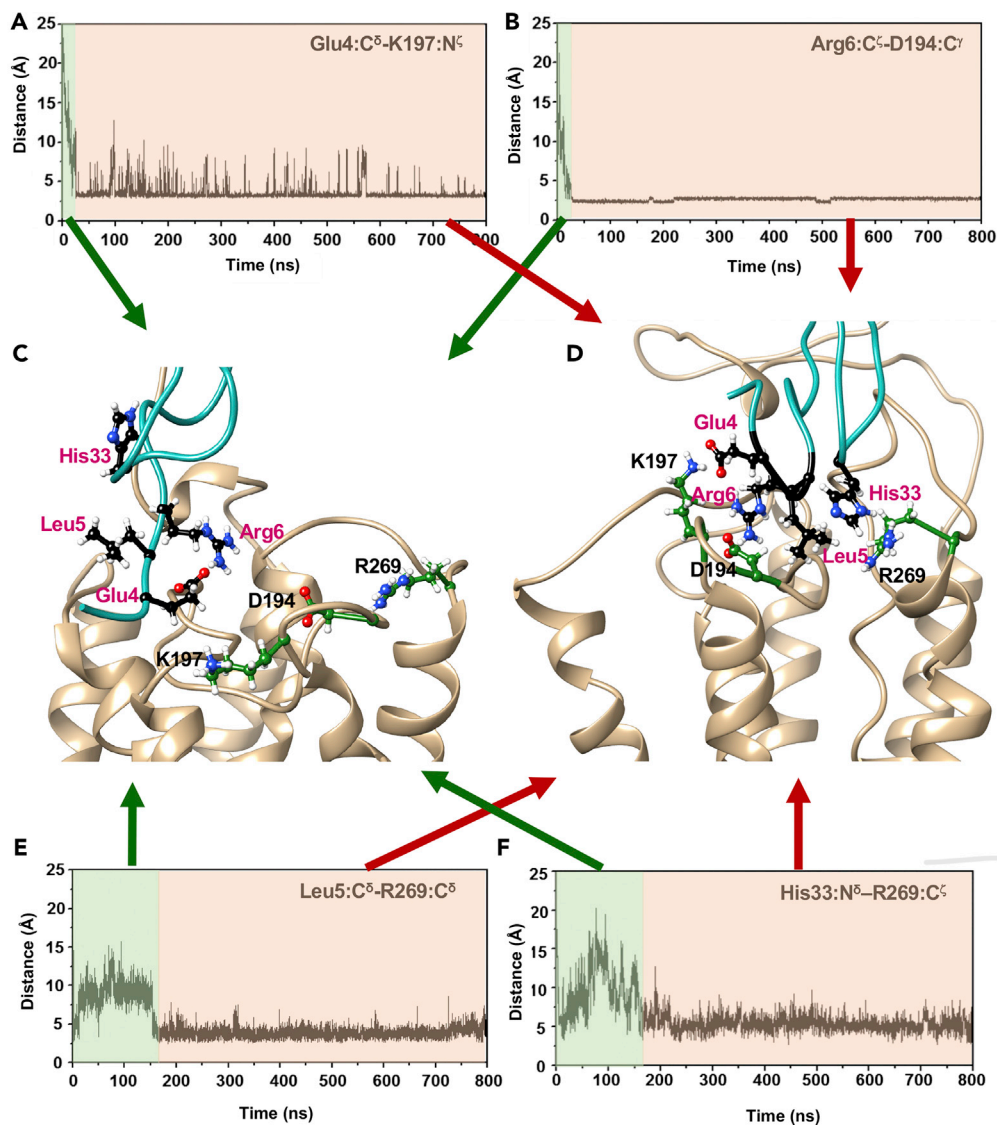 A
Glu4:Cδ-K197:Nζ
Distance (Å)
25
20
15
10
5
0
0 100 200 300 400 500 600 700 800
Time (ns)
B
Arg6:Cζ-D194:Cγ
Distance (Å)
25
20
15
10
5
0
0 100 200 300 400 500 600 700 800
Time (ns)
C
His33
Leu5
Arg6
Glu4
D194
R269
K197
D
Glu4
K197
Arg6
His33
Leu5
D194
R269
E
Leu5:Cδ-R269:Cδ
Distance (Å)
25
20
15
10
5
0
0 100 200 300 400 500 600 700 800
Time (ns)
F
His33:Nδ–R269:Cζ
Distance (Å)
25
20
15
10
5
0
0 100 200 300 400 500 600 700 800
Time (ns)